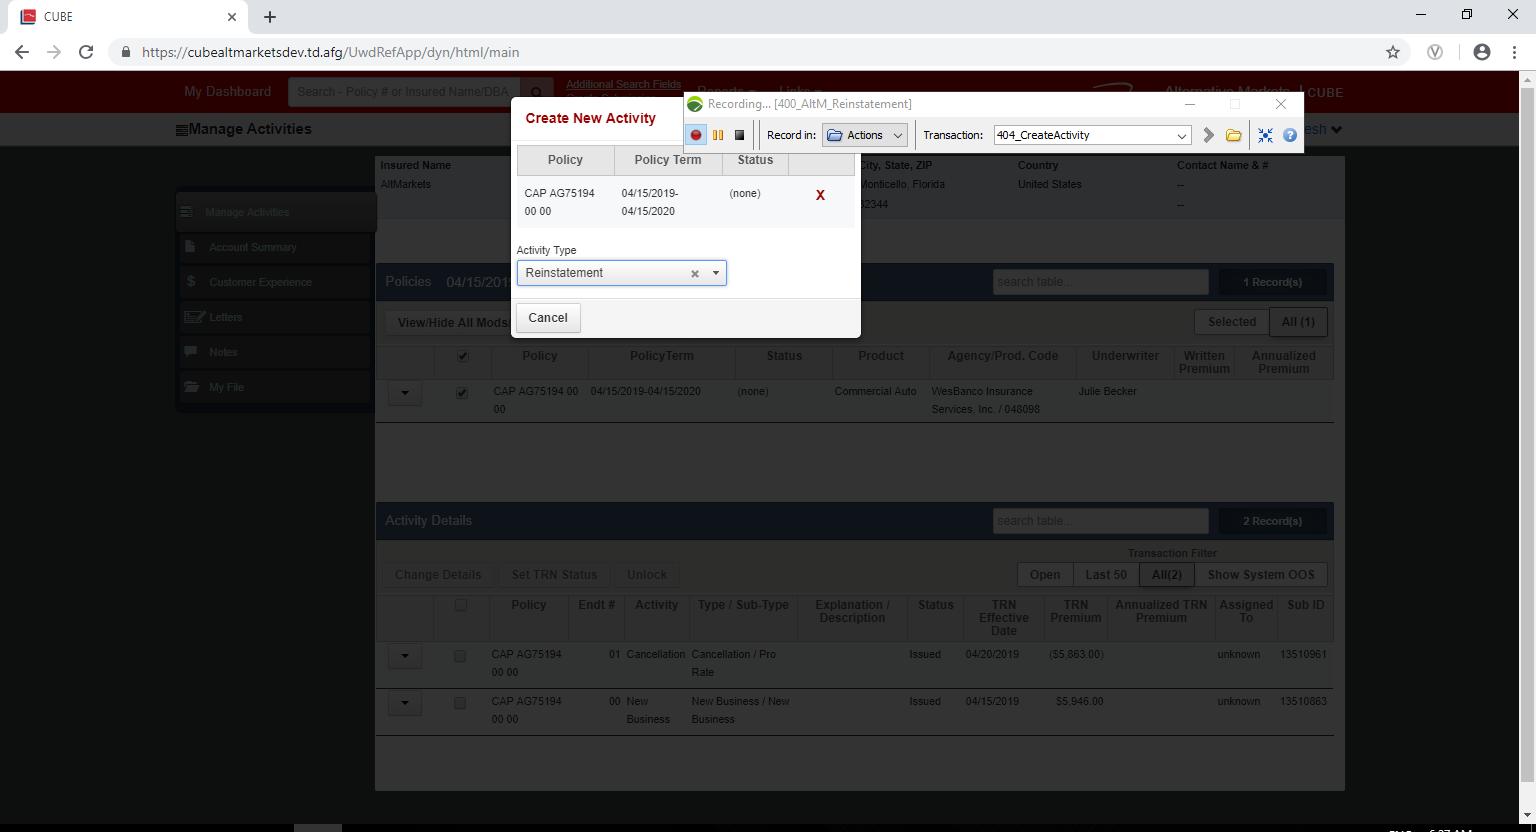 CUBE
https://cubealtmarketsdev.td.afg/UwdRefApp/dyn/html/main
My Dashboard
Search - Policy # or Insured Name/DBA
Additional Search Fields
CUBE
Manage Activities
Recording... [400_AltM_Reinstatement]
Record in:
Actions
Transaction:
404_CreateActivity
Create New Activity
Policy
Policy Term
Status
CAP AG75194
00 00
04/15/2019-
04/15/2020
(none)
X
Activity Type
Reinstatement
Cancel
Insured Name
AltMarkets
City, State, ZIP
Monticello, Florida
32344
Country
United States
Contact Name & #
--
--
Manage Activities
Account Summary
Customer Experience
Letters
Notes
My File
Policies
04/15/201
search table...
1 Record(s)
View/Hide All Mods
Selected
All (1)
Policy
PolicyTerm
Status
Product
Agency/Prod. Code
Underwriter
Written
Premium
Annualized
Premium
CAP AG75194 00
00
04/15/2019-04/15/2020
(none)
Commercial Auto
WesBanco Insurance
Services, Inc. / 048098
Julie Becker
Activity Details
search table...
2 Record(s)
Transaction Filter
Change Details
Set TRN Status
Unlock
Open
Last 50
All(2)
Show System OOS
Policy
Endt #
Activity
Type / Sub-Type
Explanation /
Description
Status
TRN
Effective
Date
TRN
Premium
Annualized TRN
Premium
Assigned
To
Sub ID
CAP AG75194
00 00
01
Cancellation
Cancellation / Pro
Rate
Issued
04/20/2019
($5,863.00)
unknown
13510961
CAP AG75194
00 00
00
New
Business
New Business / New
Business
Issued
04/15/2019
$5,946.00
unknown
13510863